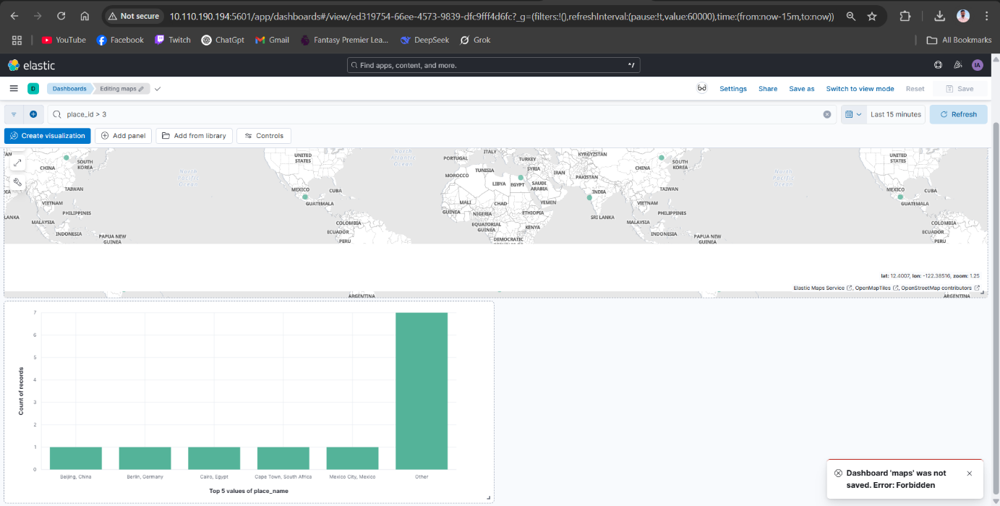 Not secure
10.110.190.194:5601/app/dashboards#/view/ed319754-66ee-4573-9839-dfc9fff4d6fc?_g=(filters:!(),refreshInterval:(pause:!t,value:60000),time:(from:now-15m,to:now))
YouTube Facebook Twitch ChatGpt Gmail Fantasy Premier Lea... DeepSeek Grok All Bookmarks
elastic
Find apps, content, and more.
^/
IA
D Dashboards Editing maps
Settings Share Save as Switch to view mode Reset Save
place_id > 3
Last 15 minutes Refresh
Create visualization Add panel Add from library Controls
CHINA
SOUTH KOREA
TAIWAN
VIETNAM
PHILIPPINES
LANKA
MALAYSIA
INDONESIA
PAPUA NEW GUINEA
North Pacific Ocean
UNITED STATES
MEXICO
CUBA
GUATEMALA
COLOMBIA
ECUADOR
PERU
North Atlantic Ocean
PORTUGAL
ITALY
TURKEY
KYRGYZSTAN
TUNISIA
SYRIA
MOROCCO
IRAN
LIBYA
EGYPT
SAUDI ARABIA
PAKISTAN
INDIA
MALI
CHAD
YEMEN
GUINEA
NIGERIA
ETHIOPIA
SRI LANKA
EQUATORIAL GUINEA
KENYA
DEMOCRATIC
CHINA
SOUTH KOREA
TAIWAN
VIETNAM
PHILIPPINES
MALAYSIA
INDONESIA
PAPUA NEW GUINEA
North Pacific Ocean
UNITED STATES
MEXICO
CUBA
GUATEMALA
COLOMBIA
ECUADOR
PERU
lat: 12.4007, lon: -122.38516, zoom: 1.25
Elastic Maps Service, OpenMapTiles, OpenStreetMap contributors
ARGENTINA
ARGENTINA
7
6
5
4
3
2
1
0
Count of records
Beijing, China Berlin, Germany Cairo, Egypt Cape Town, South Africa Mexico City, Mexico Other
Top 5 values of place_name
Dashboard 'maps' was not
saved. Error: Forbidden